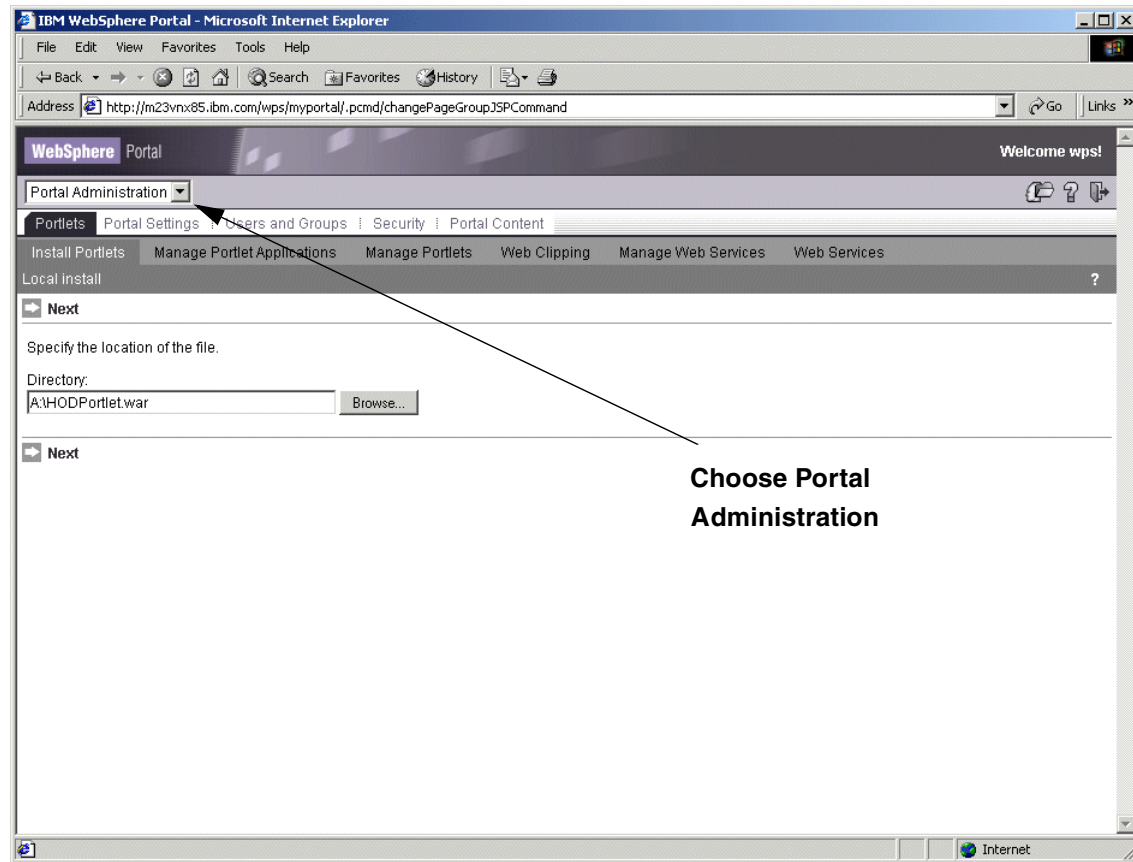 IBM WebSphere Portal - Microsoft Internet Explorer
File Edit View Favorites Tools Help
Back Search Favorites History
Address http://m23vnx85.ibm.com/wps/myportal/.pcmd/changePageGroupJSPCommand Go Links »
WebSphere Portal Welcome wps!
Portal Administration
Portlets Portal Settings Users and Groups Security Portal Content
Install Portlets Manage Portlet Applications Manage Portlets Web Clipping Manage Web Services Web Services
Local install ?
Next
Specify the location of the file.
Directory:
A:\HODPortlet.war Browse...
Next
Choose Portal
Administration
Internet